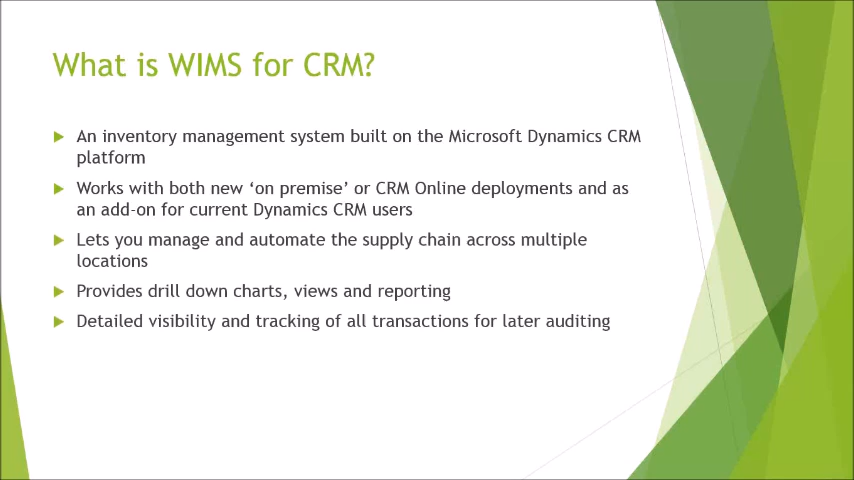 What is WIMS for CRM?
An inventory management system built on the Microsoft Dynamics CRM
platform
Works with both new ‘on premise’ or CRM Online deployments and as
an add-on for current Dynamics CRM users
Lets you manage and automate the supply chain across multiple
locations
Provides drill down charts, views and reporting
Detailed visibility and tracking of all transactions for later auditing